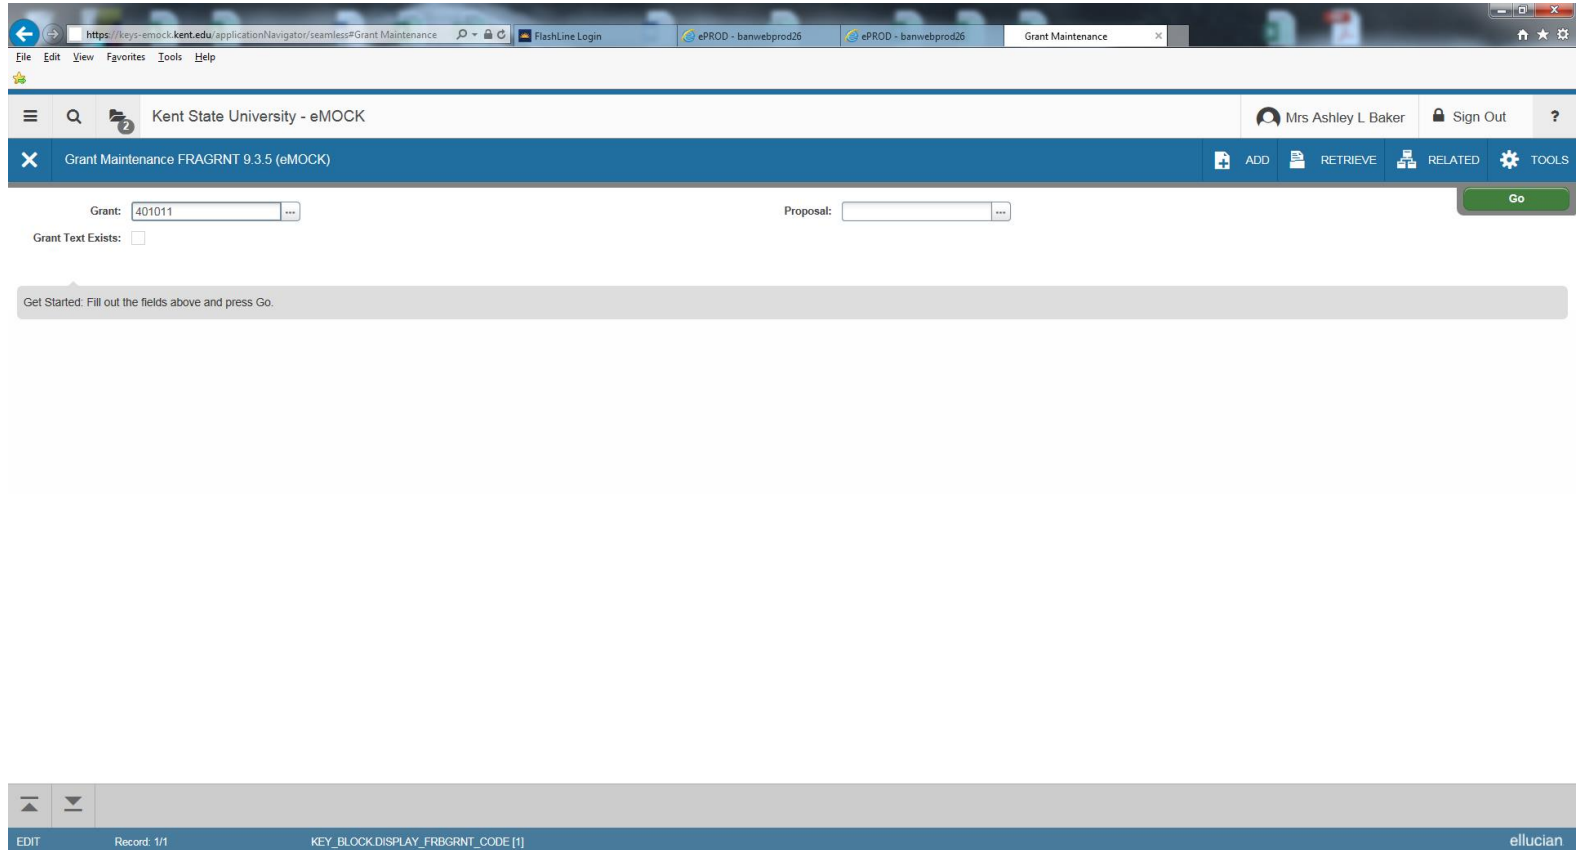 https://keys-emock.kent.edu/applicationNavigator/seamless#Grant Maintenance FlashLine Login ePROD - banwebprod26 ePROD - banwebprod26 Grant Maintenance
File Edit View Favorites Tools Help
2 Kent State University - eMOCK Mrs Ashley L Baker Sign Out ?
Grant Maintenance FRAGRNT 9.3.5 (eMOCK) ADD RETRIEVE RELATED TOOLS
Grant: 401011 ... Proposal: ... Go
Grant Text Exists:
Get Started: Fill out the fields above and press Go.
EDIT Record: 1/1 KEY_BLOCK.DISPLAY_FRBGRNT_CODE [1] ellucian